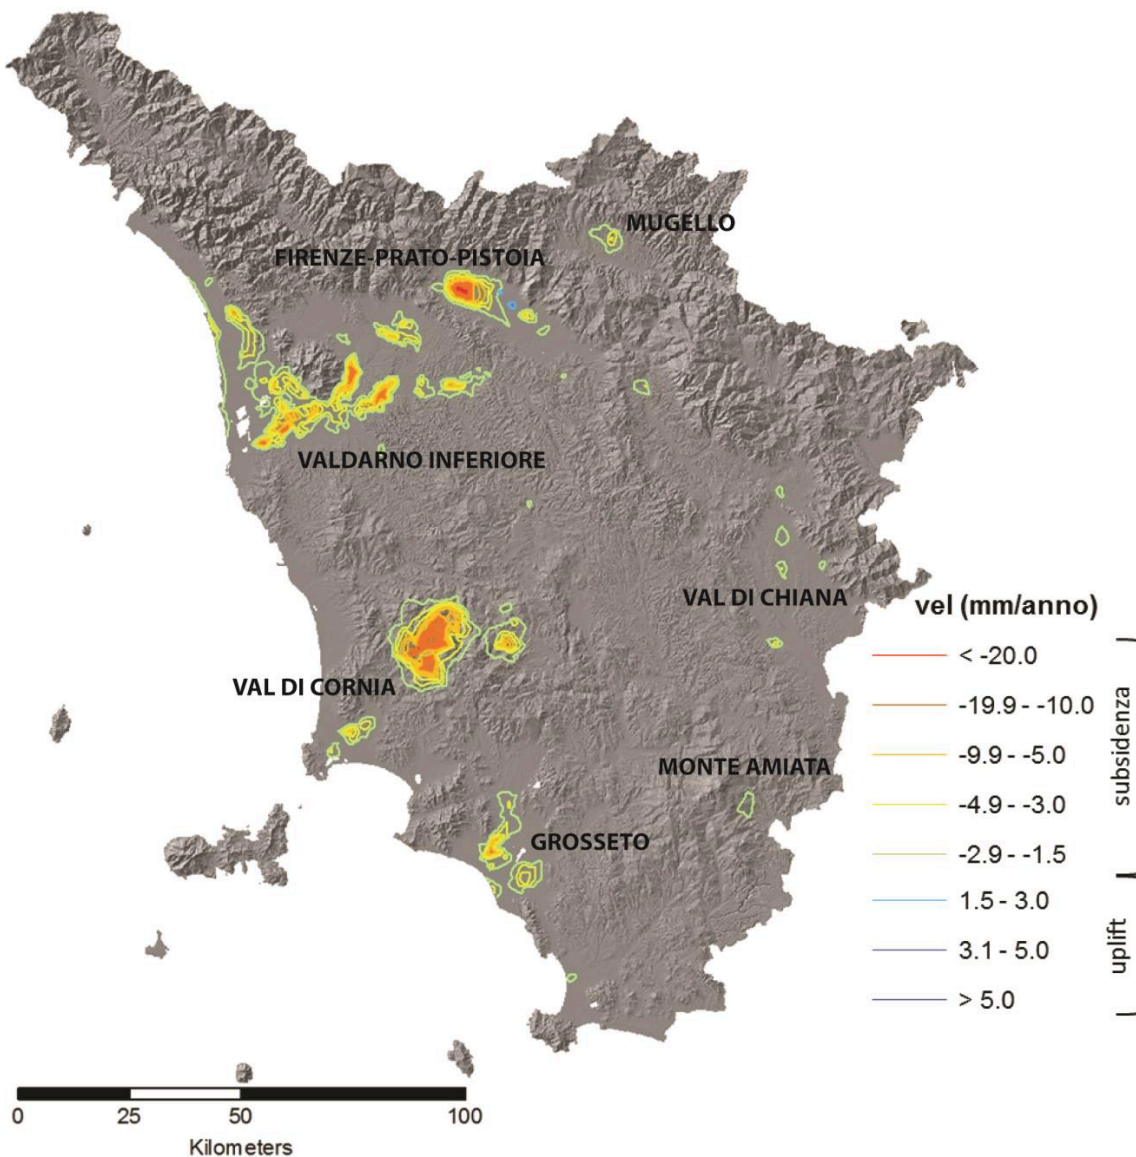 MUGELLO
FIRENZE-PRATO-PISTOIA
VALDARNO INFERIORE
VAL DI CHIANA
VAL DI CORNIA
MONTE AMIATA
GROSSETO
vel (mm/anno)
< -20.0
-19.9 - -10.0
-9.9 - -5.0
-4.9 - -3.0
-2.9 - -1.5
1.5 - 3.0
3.1 - 5.0
> 5.0
subsidenza
uplift
0 25 50 100
Kilometers